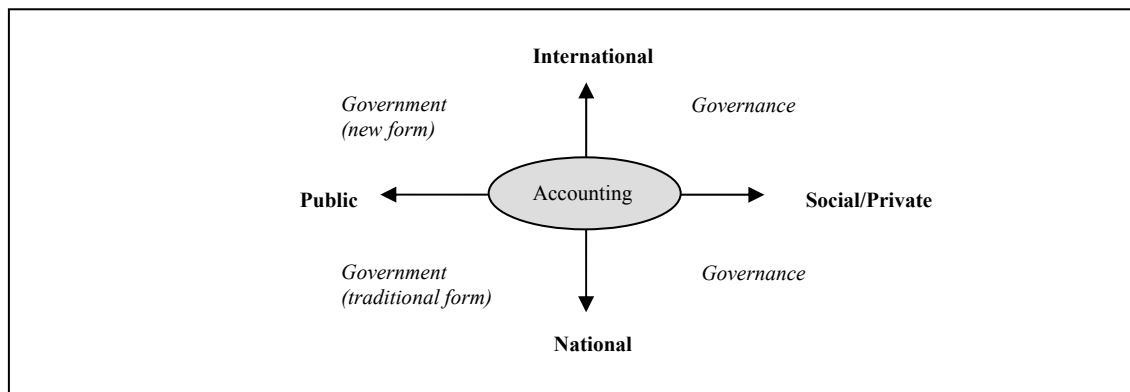 International
Government
(new form)
Governance
Public
Accounting
Social/Private
Government
(traditional form)
Governance
National